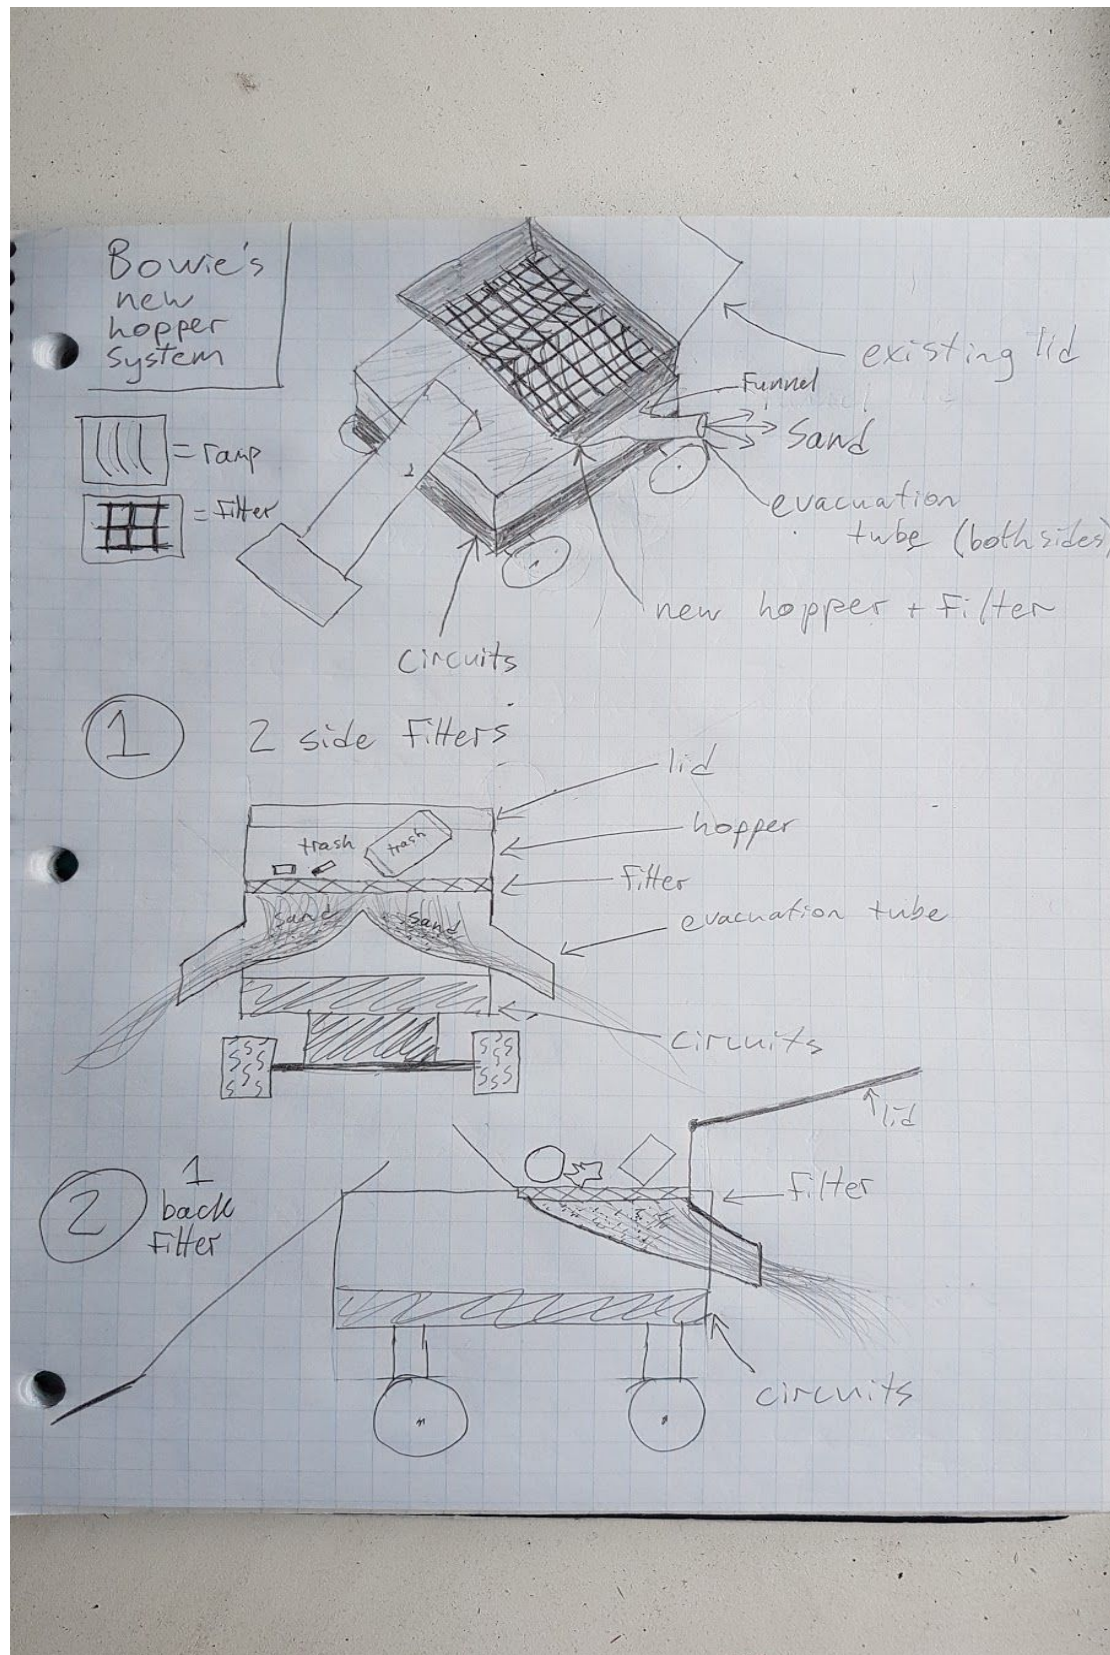 Bowie's
new
hopper
system
= ramp
= filter
existing lid
funnel
sand
evacuation
tube (both sides)
new hopper + filter
circuits
1
2 side filters
lid
trash
trash
hopper
filter
sand
sand
evacuation tube
circuits
lid
2
1
back
filter
filter
circuits